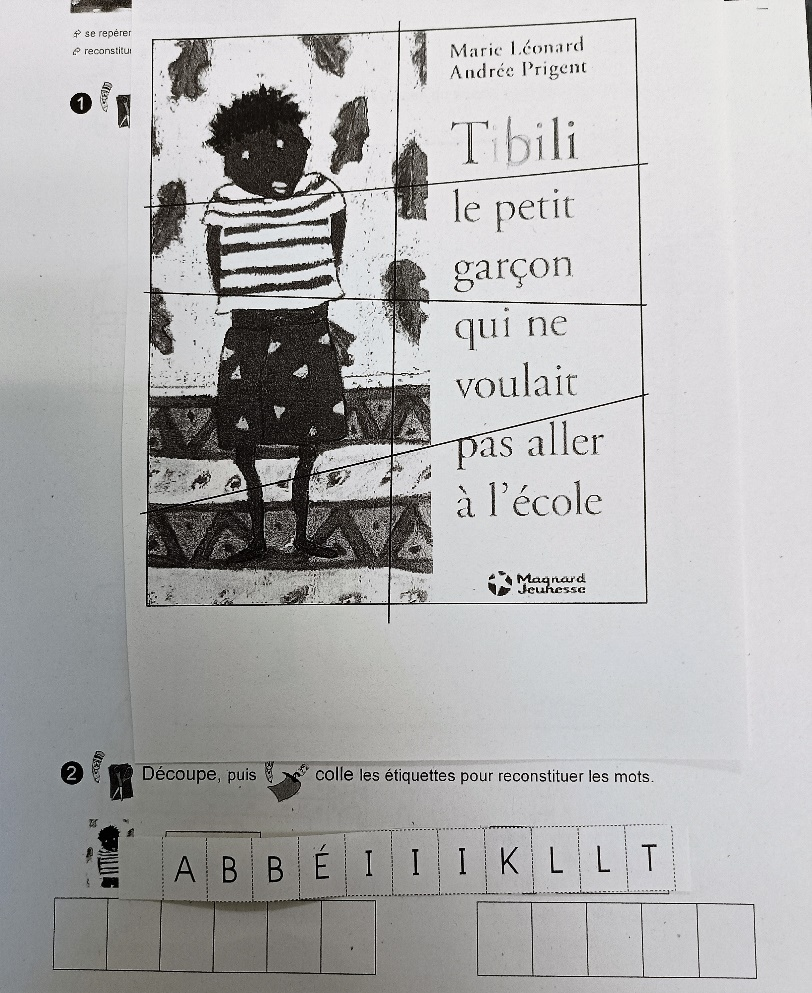 se repérer
reconstitu
1
Marie Léonard
Andrée Prigent
Tibili
le petit
garçon
qui ne
voulait
pas aller
à l'école
Magnard
Jeunesse
2 Découpe, puis colle les étiquettes pour reconstituer les mots.
A B B É I I I K L L T